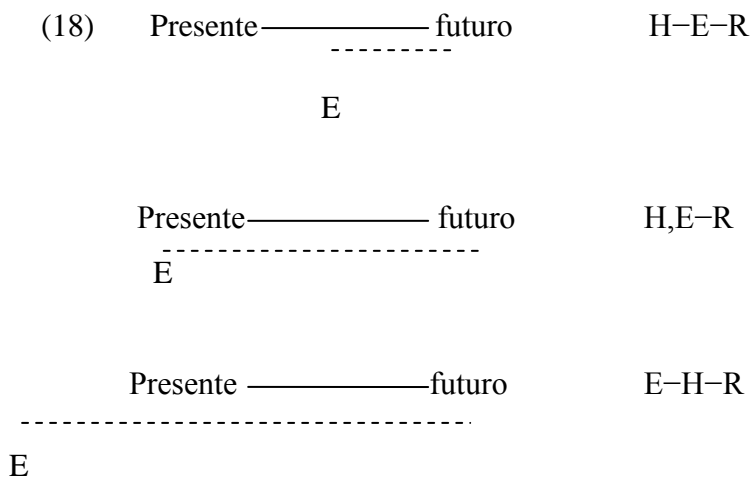 (18) Presente futuro H−E−R
E
Presente futuro H,E−R
E
Presente futuro E−H−R
E